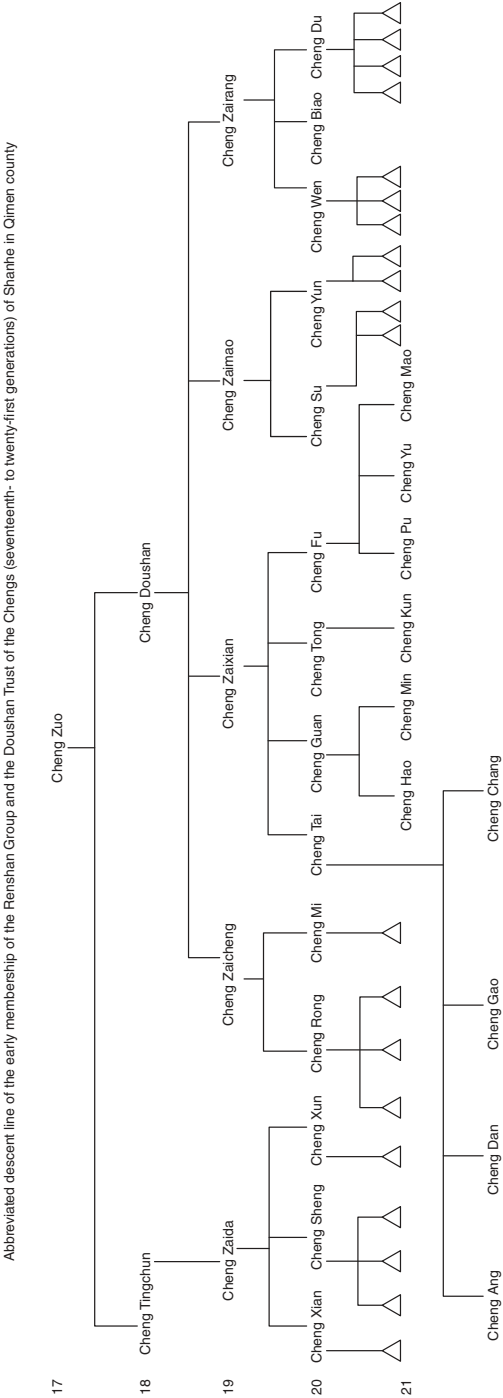 Abbreviated descent line of the early membership of the Renshan Group and the Doushan Trust of the Chengs (seventeenth- to twenty-first generations) of Shanhe in Qimen county
17
Cheng Zuo
18
Cheng Tingchun
Cheng Doushan
19
Cheng Zaida
Cheng Zaicheng
Cheng Zaixian
Cheng Zaimao
Cheng Zairang
20
Cheng Xian
Cheng Sheng
Cheng Xun
Cheng Rong
Cheng Mi
Cheng Tai
Cheng Guan
Cheng Tong
Cheng Fu
Cheng Su
Cheng Yun
Cheng Wen
Cheng Biao
Cheng Du
21
Cheng Hao
Cheng Min
Cheng Kun
Cheng Pu
Cheng Yu
Cheng Mao
Cheng Ang
Cheng Dan
Cheng Gao
Cheng Chang